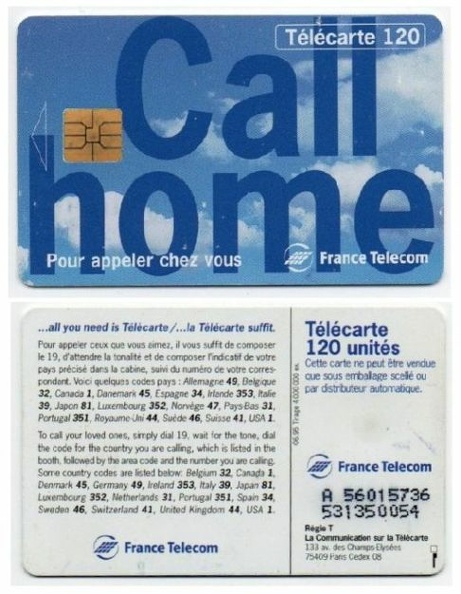 Télécarte 120
Call
home
Pour appeler chez vous
France Telecom
...all you need is Télécarte /...la Télécarte suffit.
Pour appeler ceux que vous aimez, il vous suffit de composer
le 19, d'attendre la tonalité et de composer l'indicatif de votre
pays précisé dans la cabine, suivi du numéro de votre corres-
pondant. Voici quelques codes pays : Allemagne 49, Belgique
32, Canada 1, Danemark 45, Espagne 34, Irlande 353, Italie
39, Japon 81, Luxembourg 352, Norvège 47, Pays-Bas 31,
Portugal 351, Royaume-Uni 44, Suède 46, Suisse 41, USA 1.
To call your loved ones, simply dial 19, wait for the tone, dial
the code for the country you are calling, which is listed in the
booth, followed by the area code and the number you are calling.
Some country codes are listed below: Belgium 32, Canada 1,
Denmark 45, Germany 49, Ireland 353, Italy 39, Japan 81,
Luxembourg 352, Netherlands 31, Portugal 351, Spain 34,
Sweden 46, Switzerland 41, United Kingdom 44, USA 1.
France Telecom
06.95 Tirage 4 000 000 ex.
Télécarte
120 unités
Cette carte ne peut être vendue
que sous emballage scellé ou
par distributeur automatique.
France Telecom
A 56015736
531350054
Régie T
La Communication sur la Télécarte
133 av. des Champs Elysées
75409 Paris Cedex 08